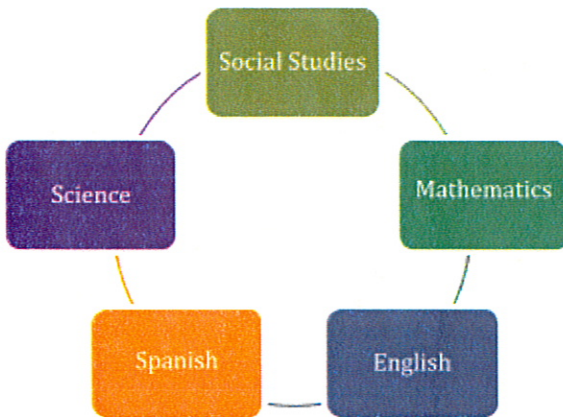 Social Studies
Mathematics
English
Spanish
Science